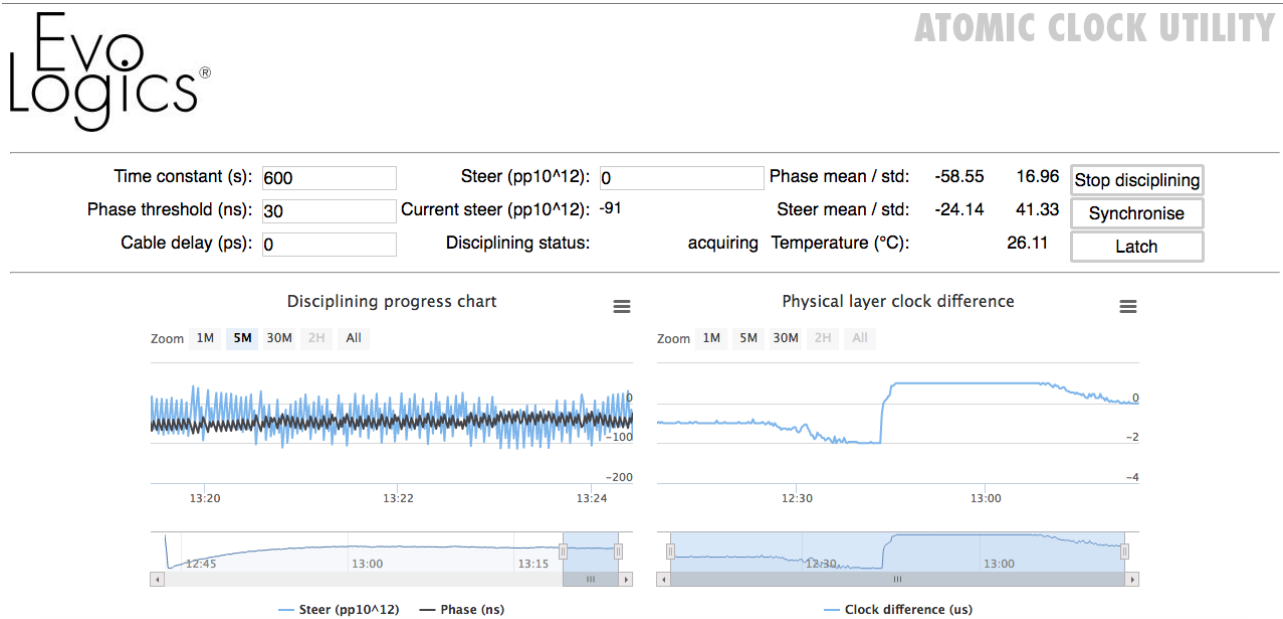 Evo
Logics®
ATOMIC CLOCK UTILITY
Time constant (s): 600 Steer (pp10^12): 0 Phase mean / std: -58.55 16.96 Stop disciplining
Phase threshold (ns): 30 Current steer (pp10^12): -91 Steer mean / std: -24.14 41.33 Synchronise
Cable delay (ps): 0 Disciplining status: acquiring Temperature (°C): 26.11 Latch
Disciplining progress chart
Zoom 1M 5M 30M 2H All
0
-100
-200
13:20 13:22 13:24
12:45 13:00 13:15
Steer (pp10^12) Phase (ns)
Physical layer clock difference
Zoom 1M 5M 30M 2H All
0
-2
-4
12:30 13:00
12:30 13:00
Clock difference (us)